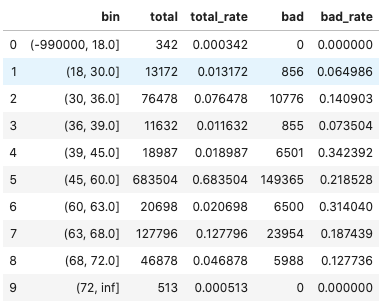 bin total total_rate bad bad_rate
0 (-990000, 18.0] 342 0.000342 0 0.000000
1 (18, 30.0] 13172 0.013172 856 0.064986
2 (30, 36.0] 76478 0.076478 10776 0.140903
3 (36, 39.0] 11632 0.011632 855 0.073504
4 (39, 45.0] 18987 0.018987 6501 0.342392
5 (45, 60.0] 683504 0.683504 149365 0.218528
6 (60, 63.0] 20698 0.020698 6500 0.314040
7 (63, 68.0] 127796 0.127796 23954 0.187439
8 (68, 72.0] 46878 0.046878 5988 0.127736
9 (72, inf] 513 0.000513 0 0.000000